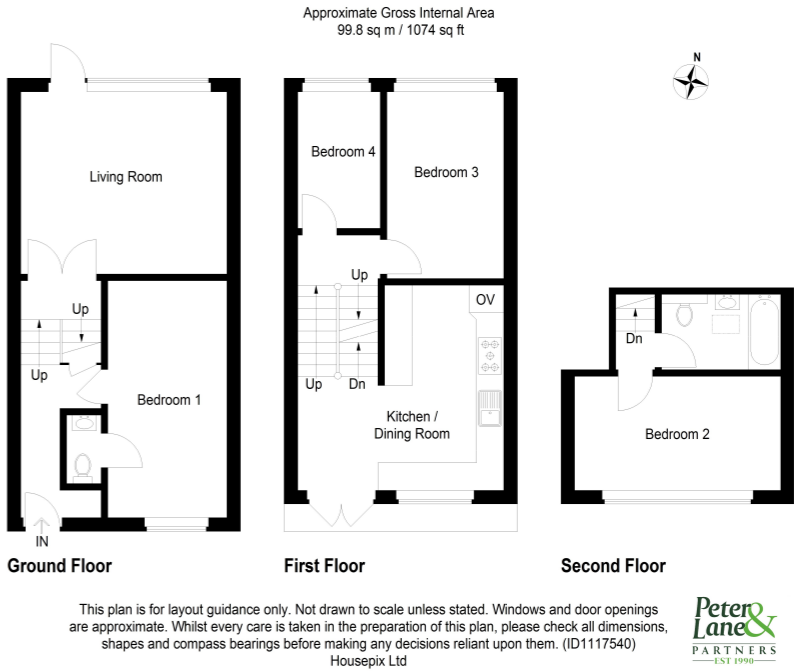 Approximate Gross Internal Area
99.8 sq m / 1074 sq ft
N
Living Room
Up
Up
Bedroom 1
IN
Ground Floor
Bedroom 4
Bedroom 3
Up
OV
Up
Dn
Kitchen /
Dining Room
First Floor
Dn
Bedroom 2
Second Floor
This plan is for layout guidance only. Not drawn to scale unless stated. Windows and door openings
are approximate. Whilst every care is taken in the preparation of this plan, please check all dimensions,
shapes and compass bearings before making any decisions reliant upon them. (ID1117540)
Housepix Ltd
Peter
Lane &
PARTNERS
EST 1990